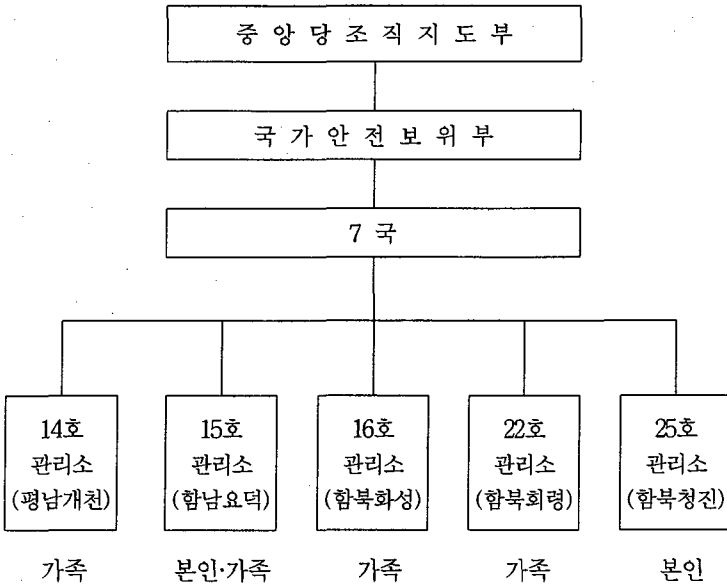 중 앙 당 조 직 지 도 부
국 가 안 전 보 위 부
7 국
14호
관리소
(평남개천)
15호
관리소
(함남요덕)
16호
관리소
(함북화성)
22호
관리소
(함북회령)
25호
관리소
(함북청진)
가족
본인·가족
가족
가족
본인